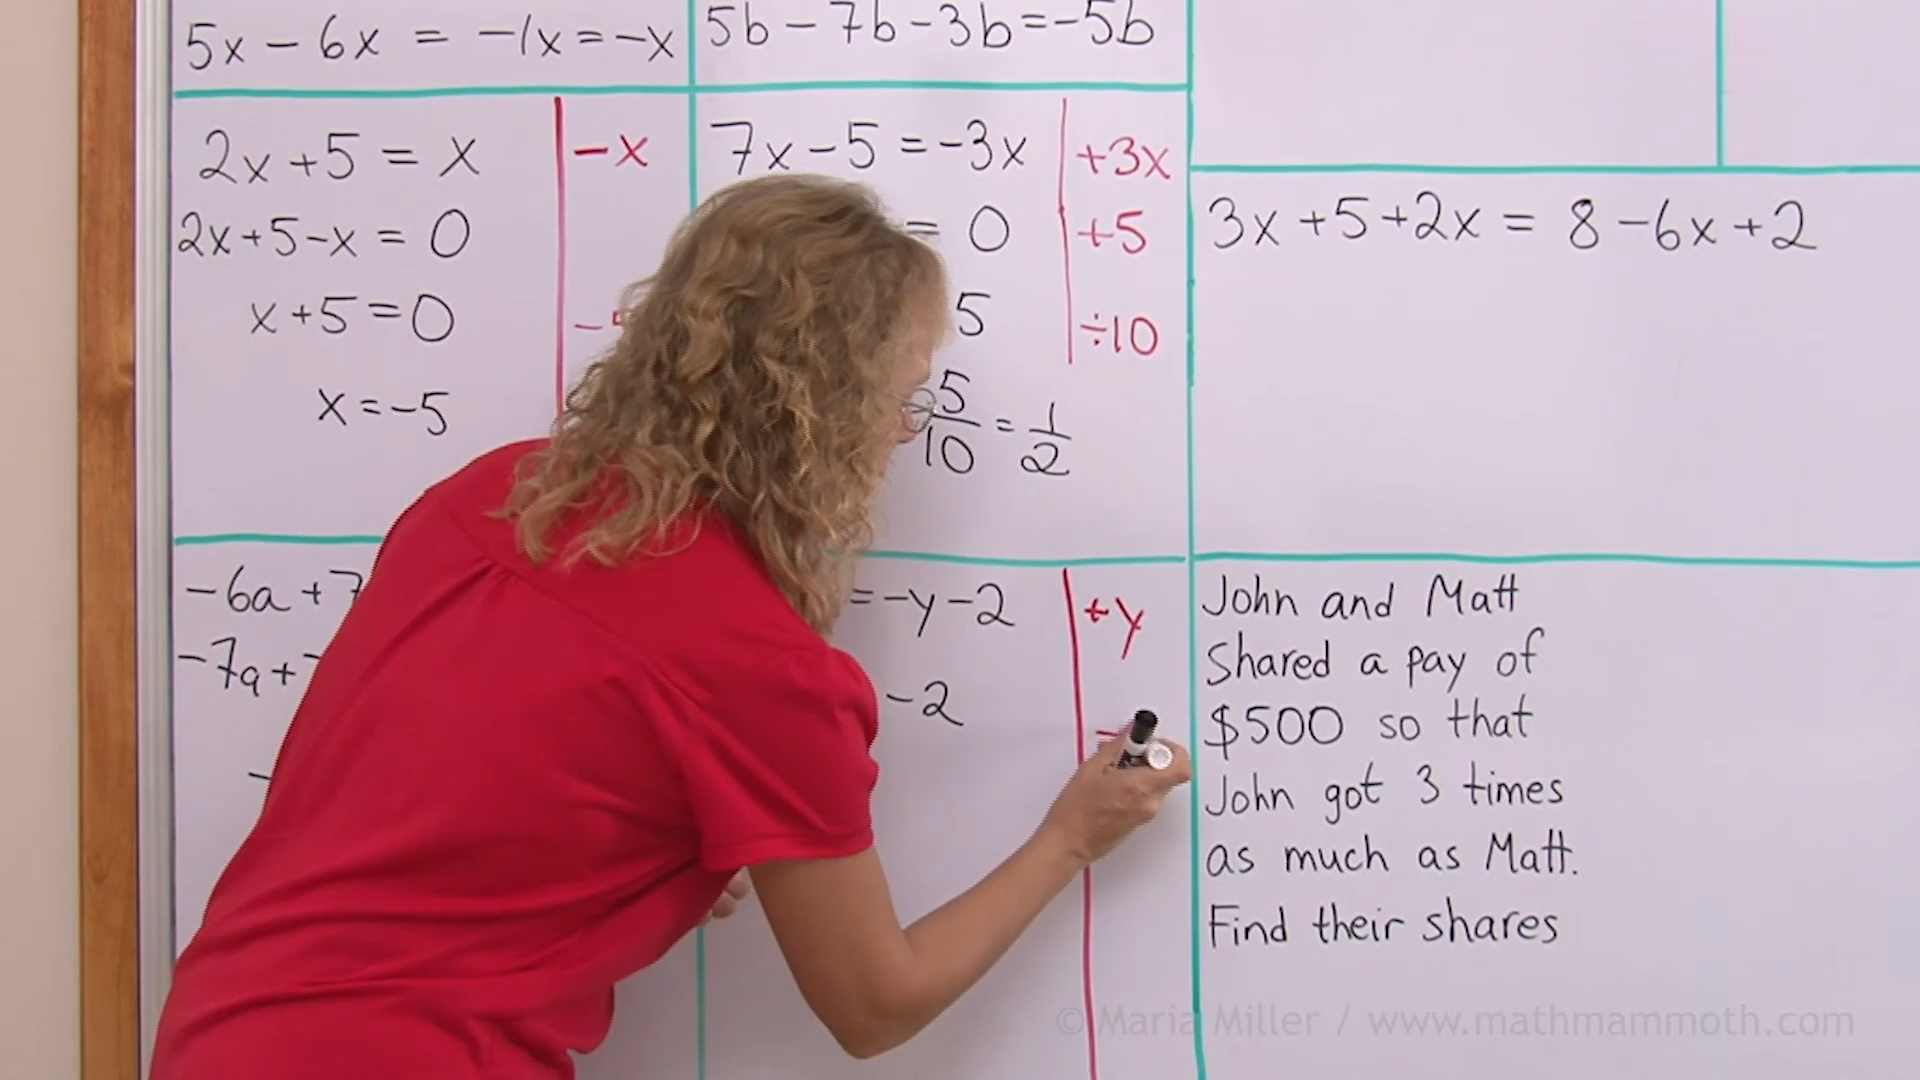 5x - 6x = -1x = -x
5b - 7b - 3b = -5b
2x + 5 = x
-x
2x + 5 - x = 0
x + 5 = 0
x = -5
7x - 5 = -3x
+3x
= 0
+5
5
÷10
5/10 = 1/2
3x + 5 + 2x = 8 - 6x + 2
-6a + 7
-7a +
= -y - 2
+y
-2
John and Matt
Shared a pay of
$500 so that
John got 3 times
as much as Matt.
Find their shares
© Maria Miller / www.mathmammoth.com